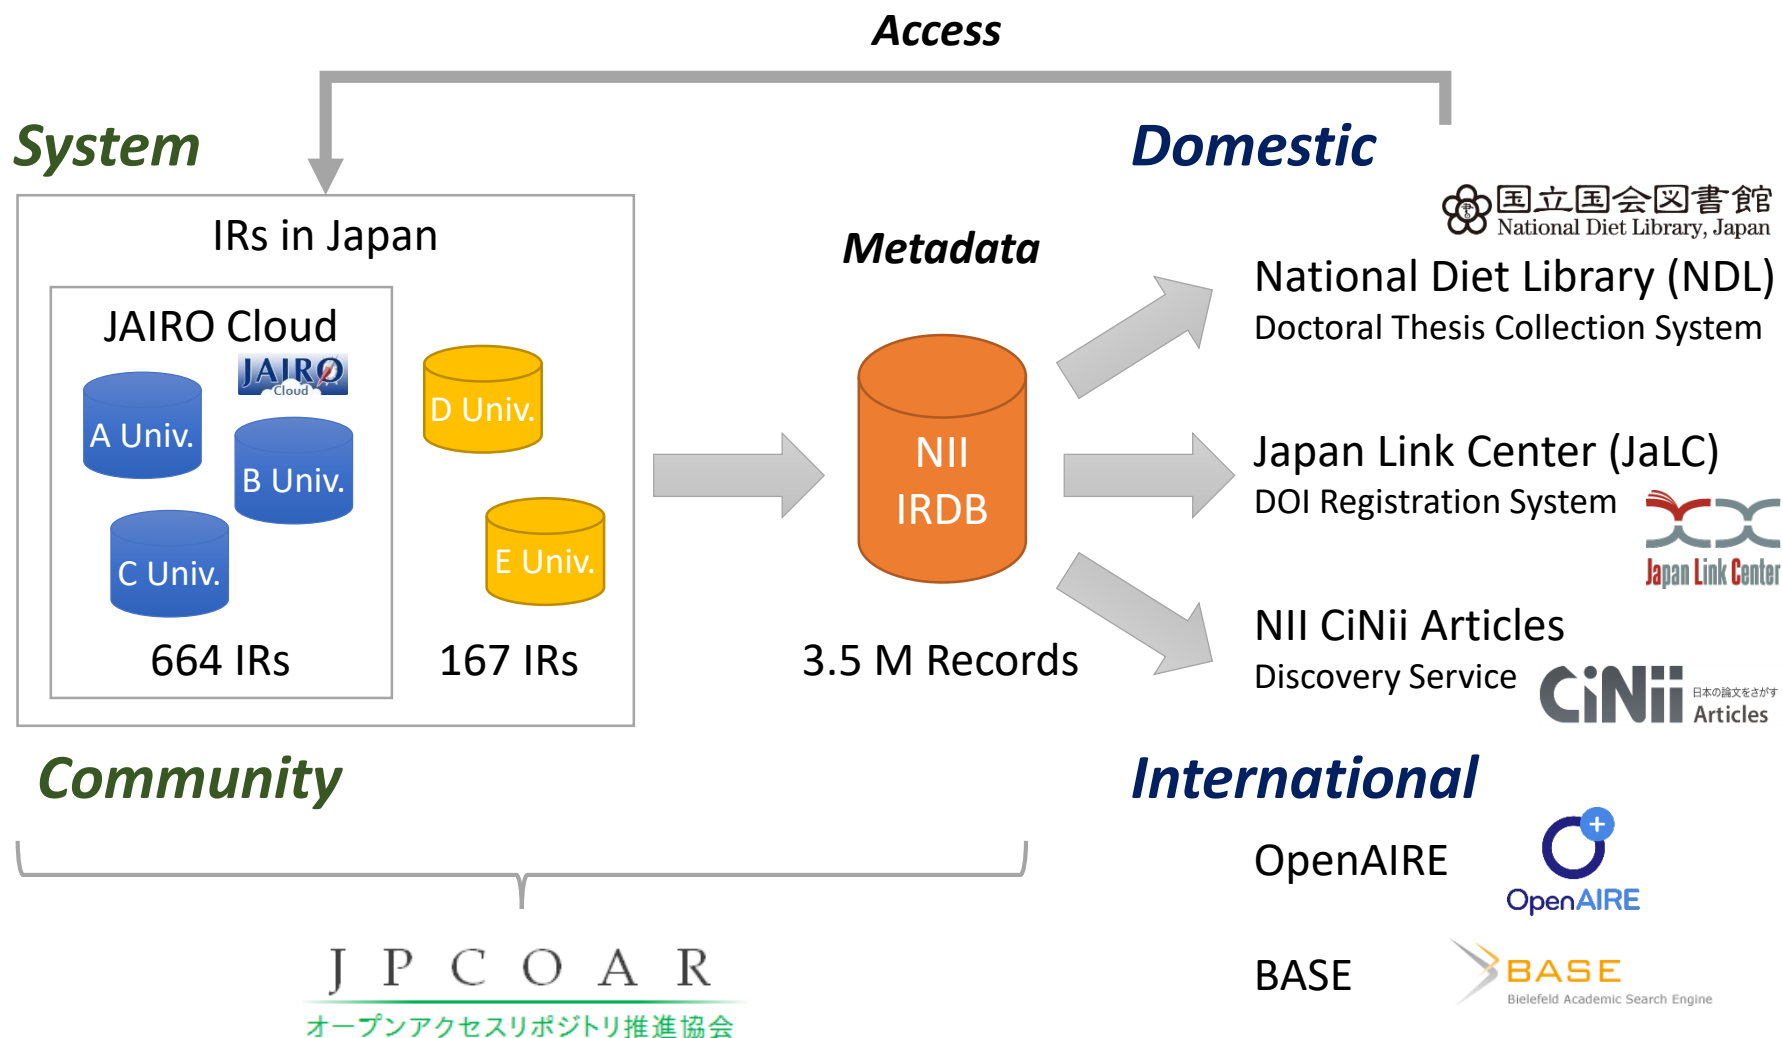 Access
System
IRs in Japan
JAIRO Cloud
JAIRO
Cloud
A Univ.
B Univ.
C Univ.
D Univ.
E Univ.
664 IRs
167 IRs
Metadata
NII
IRDB
3.5 M Records
Domestic
国立国会図書館
National Diet Library, Japan
National Diet Library (NDL)
Doctoral Thesis Collection System
Japan Link Center (JaLC)
DOI Registration System
Japan Link Center
NII CiNii Articles
Discovery Service
CiNii
日本の論文をさがす
Articles
Community
JPCOAR
オープンアクセスリポジトリ推進協会
International
OpenAIRE
OpenAIRE
BASE
BASE
Bielefeld Academic Search Engine